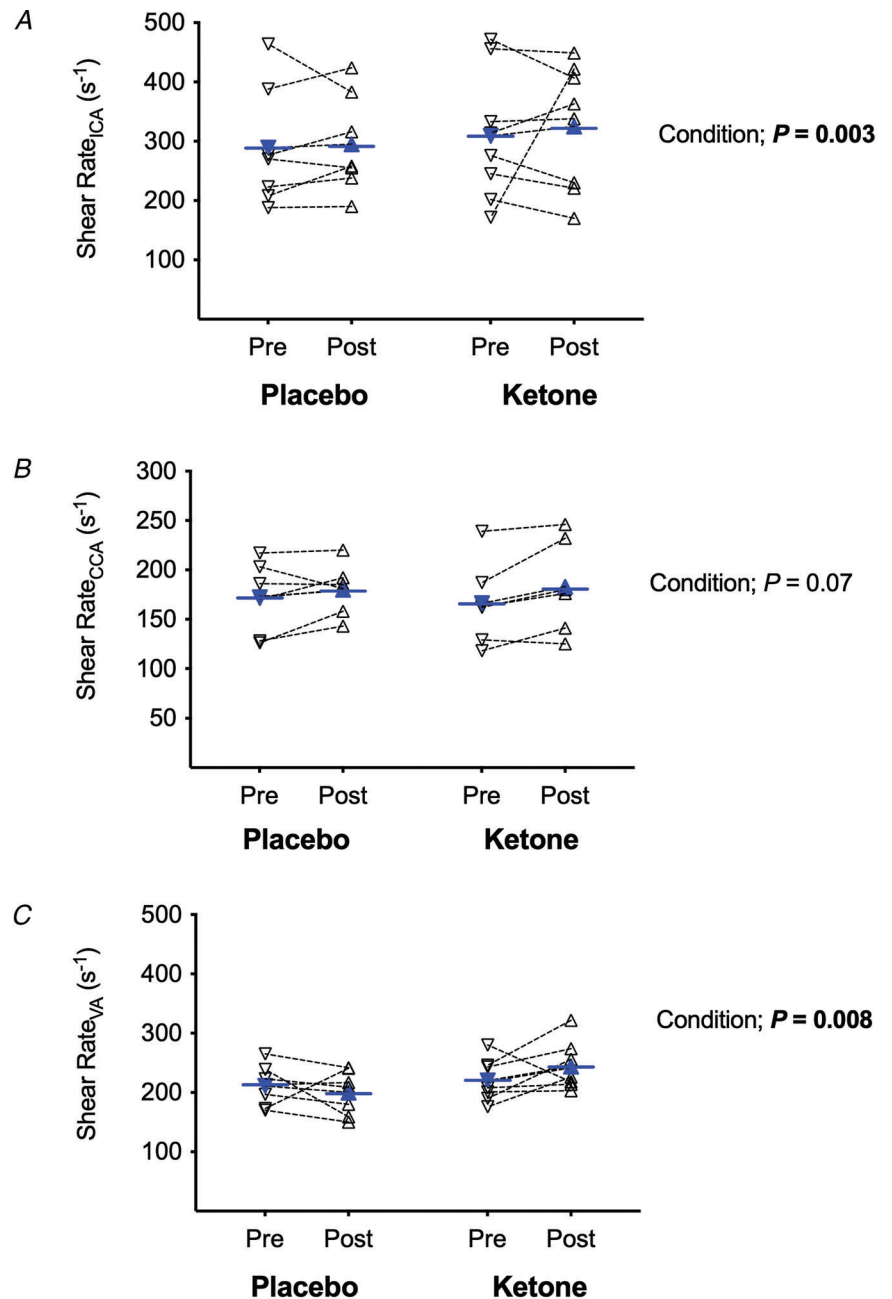 A
Shear Rate_ICA (s⁻¹)
500
400
300
200
100
Condition; P = 0.003
Pre Post Pre Post
Placebo Ketone
B
Shear Rate_CCA (s⁻¹)
300
250
200
150
100
50
Condition; P = 0.07
Pre Post Pre Post
Placebo Ketone
C
Shear Rate_VA (s⁻¹)
500
400
300
200
100
Condition; P = 0.008
Pre Post Pre Post
Placebo Ketone